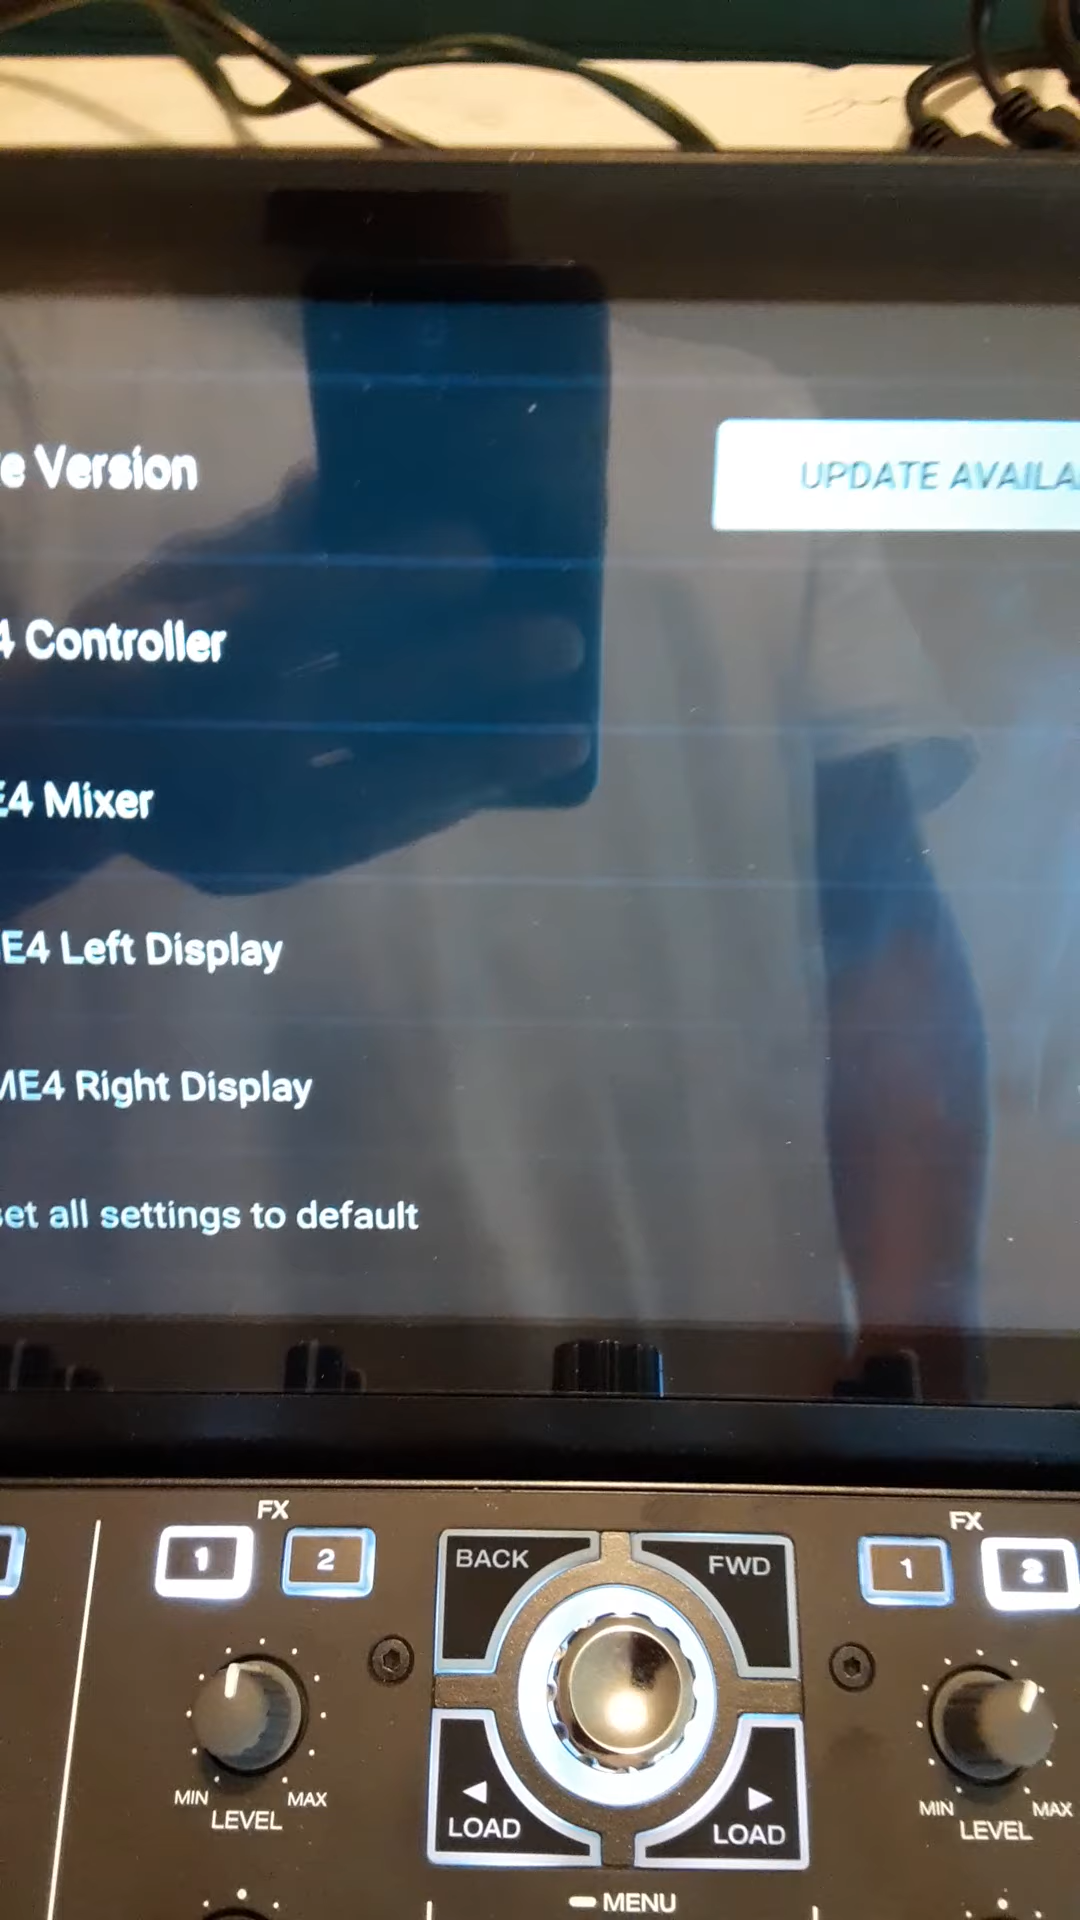 e Version
UPDATE AVAILA
4 Controller
E4 Mixer
E4 Left Display
ME4 Right Display
set all settings to default
FX
1
2
BACK
FWD
FX
1
2
MIN
MAX
LEVEL
LOAD
LOAD
MIN
MAX
LEVEL
MENU